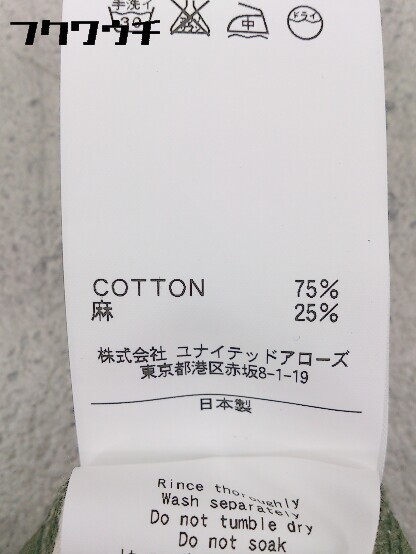 フクワウチ
手洗イ
30
中
ドライ
COTTON 75%
麻 25%
株式会社 ユナイテッドアローズ
東京都港区赤坂8-1-19
日本製
Rince thoroughly
Wash separately
Do not tumble dry
Do not soak